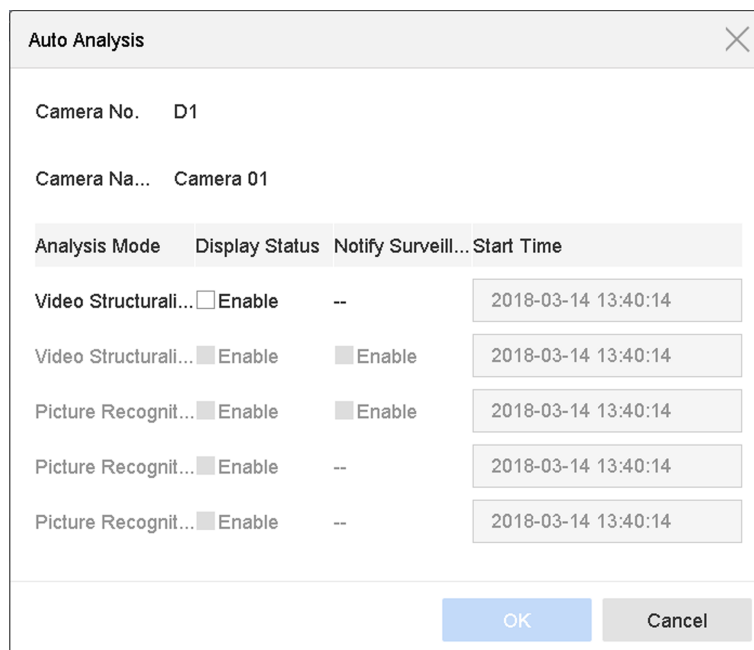 Auto Analysis
Camera No. D1
Camera Na... Camera 01
Analysis Mode Display Status Notify Surveill... Start Time
Video Structurali... Enable -- 2018-03-14 13:40:14
Video Structurali... Enable Enable 2018-03-14 13:40:14
Picture Recognit... Enable Enable 2018-03-14 13:40:14
Picture Recognit... Enable -- 2018-03-14 13:40:14
Picture Recognit... Enable -- 2018-03-14 13:40:14
OK Cancel